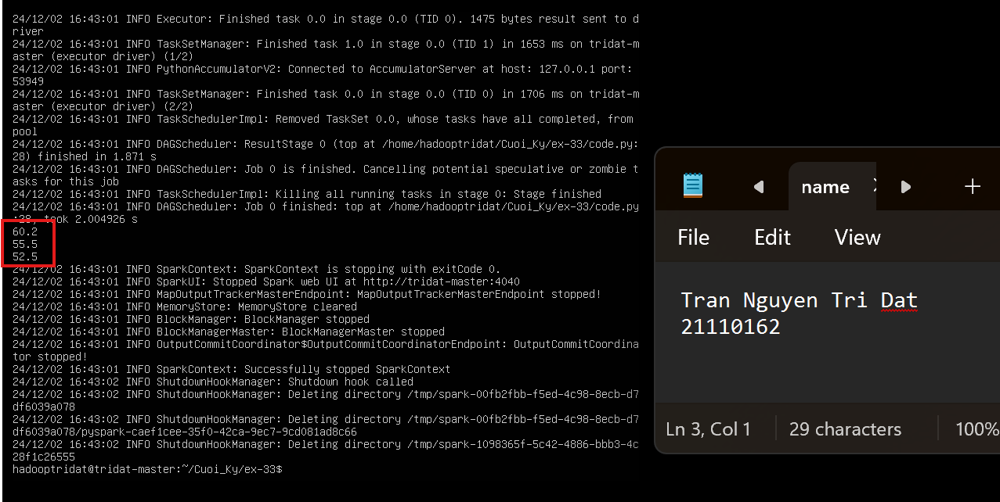 24/12/02 16:43:01 INFO Executor: Finished task 0.0 in stage 0.0 (TID 0). 1475 bytes result sent to d
river
24/12/02 16:43:01 INFO TaskSetManager: Finished task 1.0 in stage 0.0 (TID 1) in 1653 ms on tridat-m
aster (executor driver) (1/2)
24/12/02 16:43:01 INFO PythonAccumulatorV2: Connected to AccumulatorServer at host: 127.0.0.1 port:
53949
24/12/02 16:43:01 INFO TaskSetManager: Finished task 0.0 in stage 0.0 (TID 0) in 1706 ms on tridat-m
aster (executor driver) (2/2)
24/12/02 16:43:01 INFO TaskSchedulerImpl: Removed TaskSet 0.0, whose tasks have all completed, from
pool
24/12/02 16:43:01 INFO DAGScheduler: ResultStage 0 (top at /home/hadooptridat/Cuoi_Ky/ex-33/code.py:
28) finished in 1.871 s
24/12/02 16:43:01 INFO DAGScheduler: Job 0 is finished. Cancelling potential speculative or zombie t
asks for this job
24/12/02 16:43:01 INFO TaskSchedulerImpl: Killing all running tasks in stage 0: Stage finished
24/12/02 16:43:01 INFO DAGScheduler: Job 0 finished: top at /home/hadooptridat/Cuoi_Ky/ex-33/code.py
:28, took 2.004926 s
60.2
55.5
52.5
24/12/02 16:43:01 INFO SparkContext: SparkContext is stopping with exitCode 0.
24/12/02 16:43:01 INFO SparkUI: Stopped Spark web UI at http://tridat-master:4040
24/12/02 16:43:01 INFO MapOutputTrackerMasterEndpoint: MapOutputTrackerMasterEndpoint stopped!
24/12/02 16:43:01 INFO MemoryStore: MemoryStore cleared
24/12/02 16:43:01 INFO BlockManager: BlockManager stopped
24/12/02 16:43:01 INFO BlockManagerMaster: BlockManagerMaster stopped
24/12/02 16:43:01 INFO OutputCommitCoordinator$OutputCommitCoordinatorEndpoint: OutputCommitCoordina
tor stopped!
24/12/02 16:43:01 INFO SparkContext: Successfully stopped SparkContext
24/12/02 16:43:02 INFO ShutdownHookManager: Shutdown hook called
24/12/02 16:43:02 INFO ShutdownHookManager: Deleting directory /tmp/spark-00fb2fbb-f5ed-4c98-8ecb-d7
df6039a078
24/12/02 16:43:02 INFO ShutdownHookManager: Deleting directory /tmp/spark-00fb2fbb-f5ed-4c98-8ecb-d7
df6039a078/pyspark-caef1cee-35f0-42ca-9ec7-9cd081ad8c66
24/12/02 16:43:02 INFO ShutdownHookManager: Deleting directory /tmp/spark-1098365f-5c42-4886-bbb3-4c
28f1c26555
hadooptridat@tridat-master:~/Cuoi_Ky/ex-33$
name
File Edit View
Tran Nguyen Tri Dat
21110162
Ln 3, Col 1 29 characters 100%